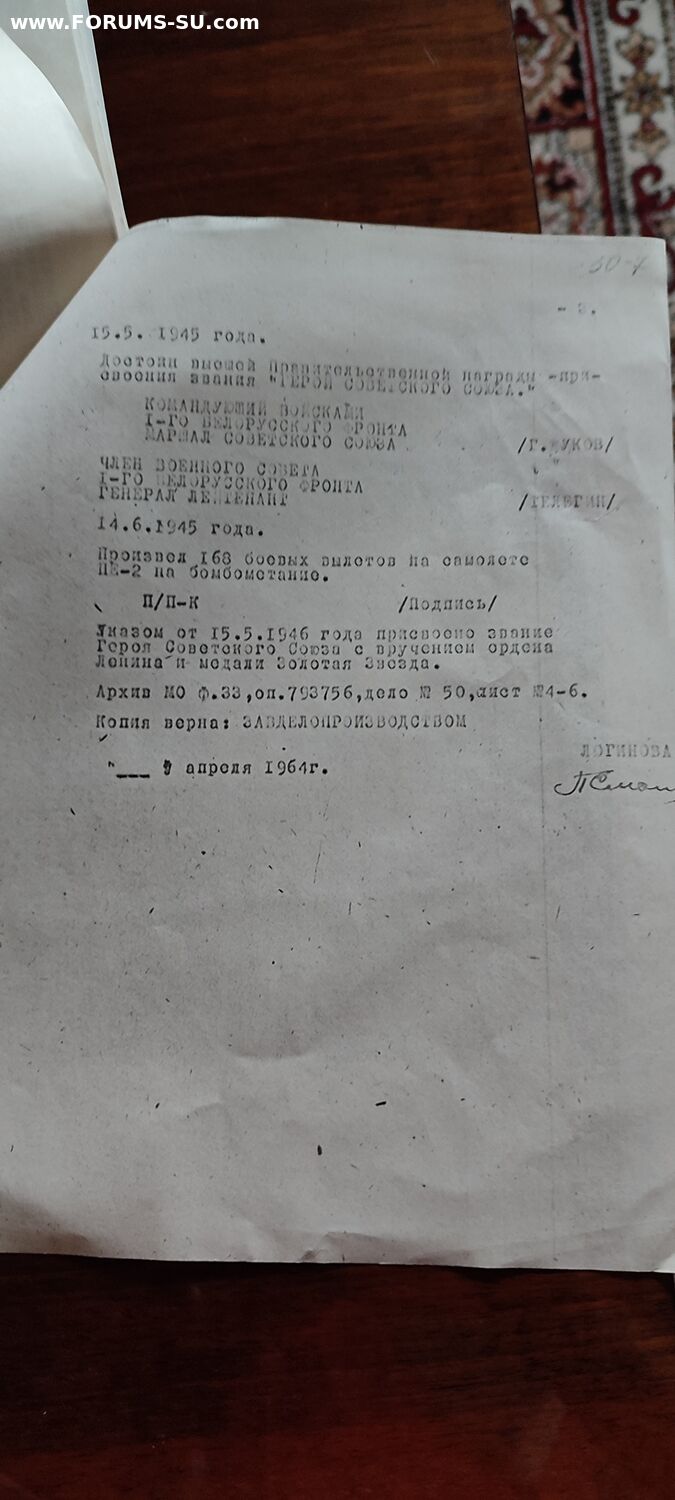 www.FORUMS-SU.com
50-7
15.5. 1945 года.
Достоин высшей Правительственной награды -при-
своения звания "ГЕРОЙ СОВЕТСКОГО СОЮЗА."
КОМАНДУЮЩИЙ ВОЙСКАМИ
I-ГО БЕЛОРУССКОГО ФРОНТА
МАРШАЛ СОВЕТСКОГО СОЮЗА /Г.ЖУКОВ/
ЧЛЕН ВОЕННОГО СОВЕТА
I-ГО БЕЛОРУССКОГО ФРОНТА
ГЕНЕРАЛ ЛЕЙТЕНАНТ /ТЕЛЕГИН/
14.6.1945 года.
Произвел 168 боевых вылетов на самолете
ПЕ-2 на бомбометание.
П/П-К /Подпись/
Указом от 15.5.1946 года присвоено звание
Героя Советского Союза с вручением ордена
Ленина и медали Золотая Звезда.
Архив МО ф.33,оп.793756,дело № 50,лист №4-6.
Копия верна: ЗАВДЕЛОПРОИЗВОДСТВОМ
ЛОГИНОВА
"___ апреля 1964г.